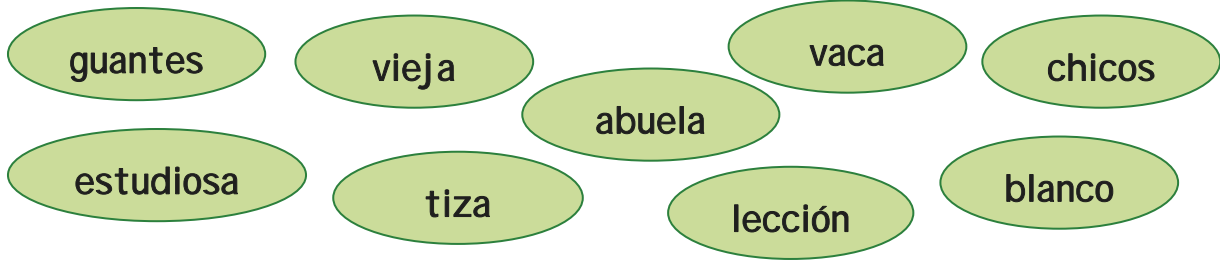 guantes
vieja
abuela
vaca
chicos
estudiosa
tiza
lección
blanco